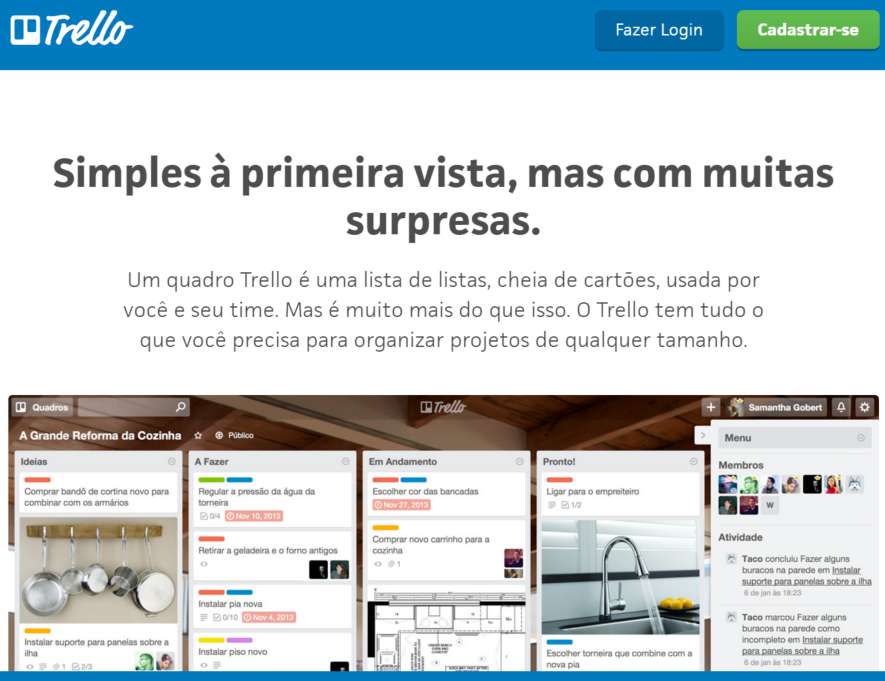 Trello
Fazer Login
Cadastrar-se
Simples à primeira vista, mas com muitas
surpresas.
Um quadro Trello é uma lista de listas, cheia de cartões, usada por
você e seu time. Mas é muito mais do que isso. O Trello tem tudo o
que você precisa para organizar projetos de qualquer tamanho.
Quadros
Trello
Samantha Gobert
A Grande Reforma da Cozinha
Público
Ideias
Comprar bandô de cortina novo para
combinar com os armários
Instalar suporte para panelas sobre a
ilha
1
2/3
A Fazer
Regular a pressão da água da
torneira
0/4
Nov 10, 2013
Retirar a geladeira e o forno antigos
Instalar pia nova
0/10
Nov 4, 2013
Instalar piso novo
Em Andamento
Escolher cor das bancadas
Nov 27, 2013
Comprar novo carrinho para a
cozinha
1
Pronto!
Ligar para o empreiteiro
1/2
Escolher torneira que combine com a
nova pia
Menu
Membros
W
Atividade
Taco concluiu Fazer alguns
buracos na parede em Instalar
suporte para panelas sobre a ilha
6 de jan às 18:23
Taco marcou Fazer alguns
buracos na parede como
incompleto em Instalar suporte
para panelas sobre a ilha
6 de jan às 18:23